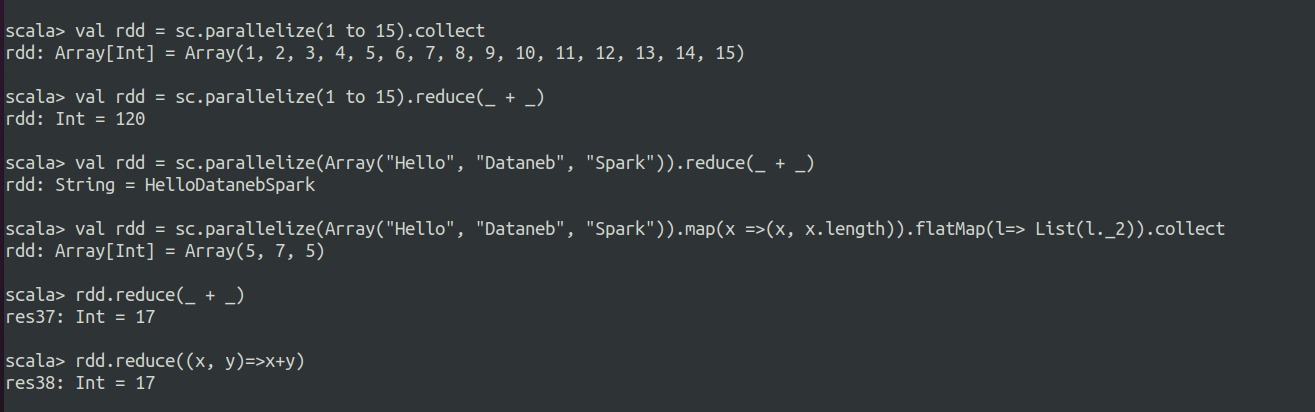 scala> val rdd = sc.parallelize(1 to 15).collect
rdd: Array[Int] = Array(1, 2, 3, 4, 5, 6, 7, 8, 9, 10, 11, 12, 13, 14, 15)
scala> val rdd = sc.parallelize(1 to 15).reduce(_ + _)
rdd: Int = 120
scala> val rdd = sc.parallelize(Array("Hello", "Dataneb", "Spark")).reduce(_ + _)
rdd: String = HelloDatanebSpark
scala> val rdd = sc.parallelize(Array("Hello", "Dataneb", "Spark")).map(x =>(x, x.length)).flatMap(l=> List(l._2)).collect
rdd: Array[Int] = Array(5, 7, 5)
scala> rdd.reduce(_ + _)
res37: Int = 17
scala> rdd.reduce((x, y)=>x+y)
res38: Int = 17